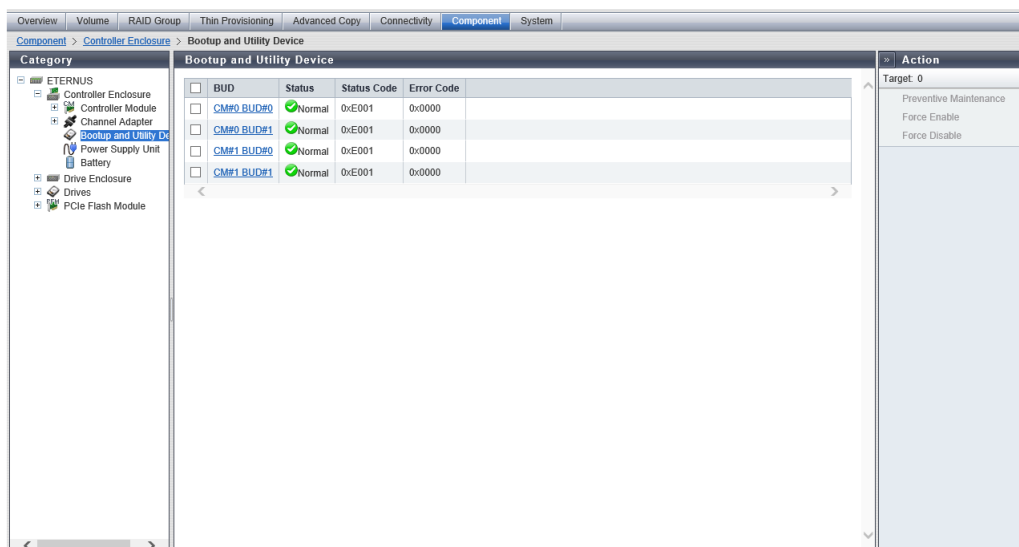 Overview Volume RAID Group Thin Provisioning Advanced Copy Connectivity Component System
Component > Controller Enclosure > Bootup and Utility Device
Category
ETERNUS
Controller Enclosure
CM Controller Module
Channel Adapter
Bootup and Utility De
Power Supply Unit
Battery
Drive Enclosure
Drives
PFM PCIe Flash Module
Bootup and Utility Device
BUD Status Status Code Error Code
CM#0 BUD#0 Normal 0xE001 0x0000
CM#0 BUD#1 Normal 0xE001 0x0000
CM#1 BUD#0 Normal 0xE001 0x0000
CM#1 BUD#1 Normal 0xE001 0x0000
» Action
Target: 0
Preventive Maintenance
Force Enable
Force Disable